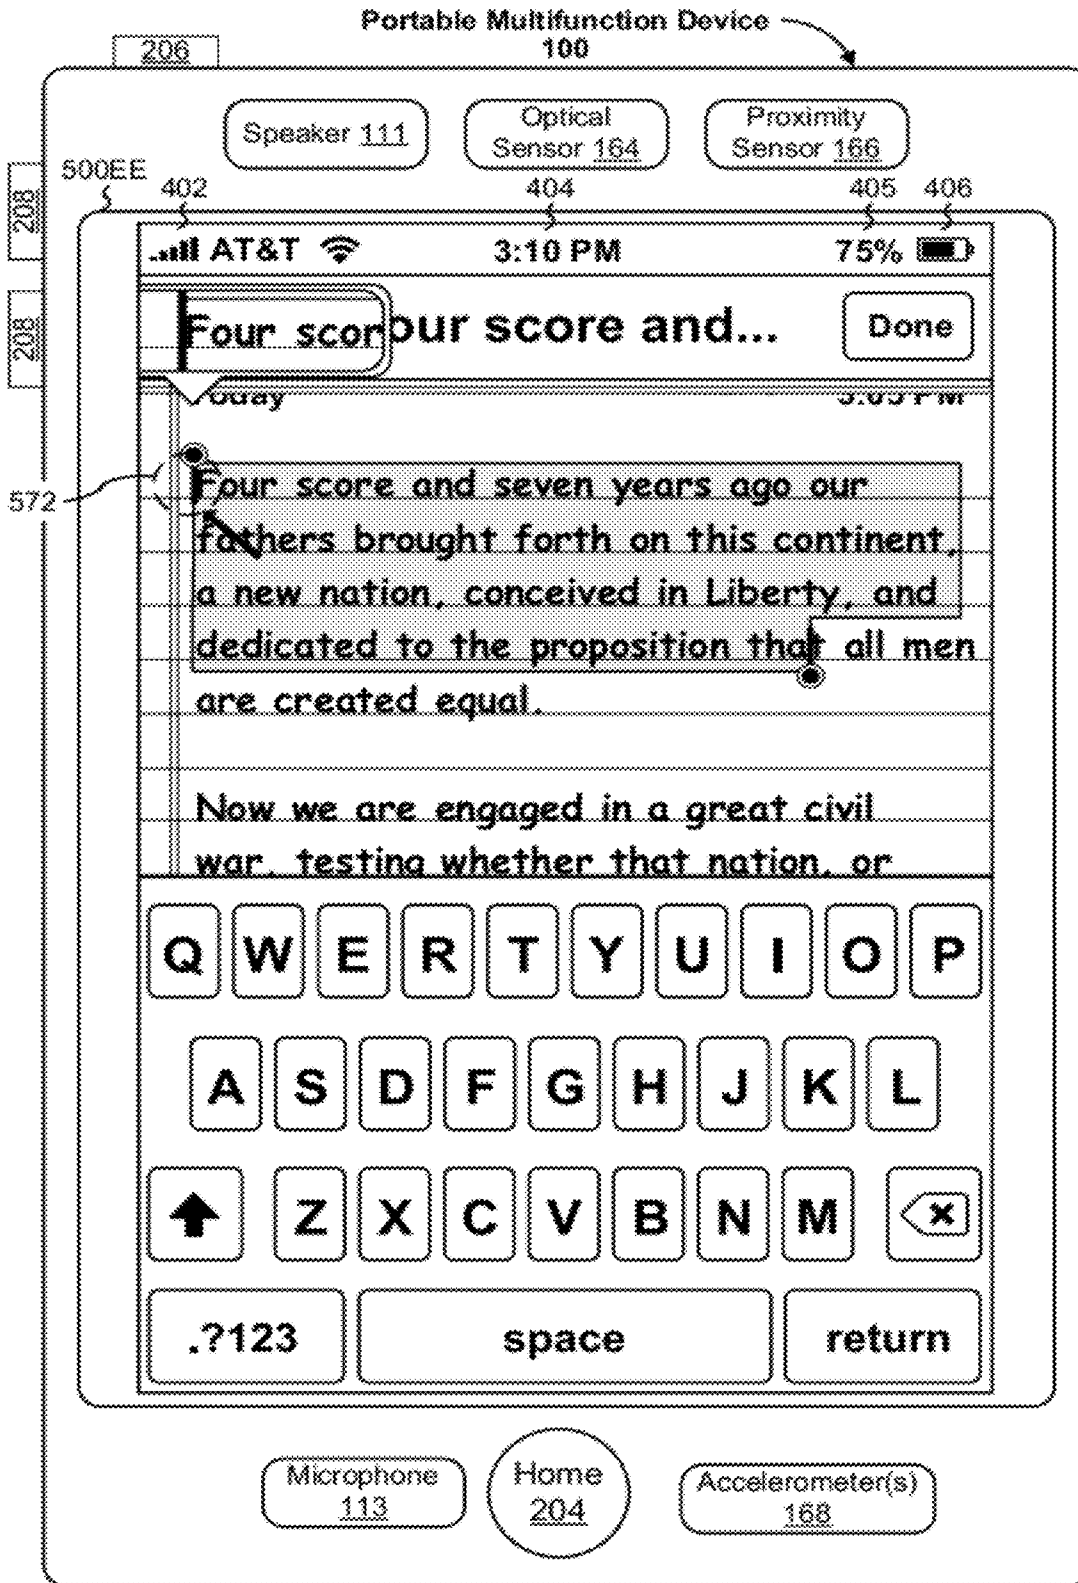 Portable Multifunction Device
100
206
Speaker 111
Optical
Sensor 164
Proximity
Sensor 166
208
208
500EE
402
404
405
406
AT&T
3:10 PM
75%
Four scor
our score and...
Done
Today
3:05 PM
572
Four score and seven years ago our
fathers brought forth on this continent,
a new nation, conceived in Liberty, and
dedicated to the proposition that all men
are created equal.
Now we are engaged in a great civil
war, testing whether that nation, or
Q W E R T Y U I O P
A S D F G H J K L
Z X C V B N M
.?123 space return
Microphone
113
Home
204
Accelerometer(s)
168